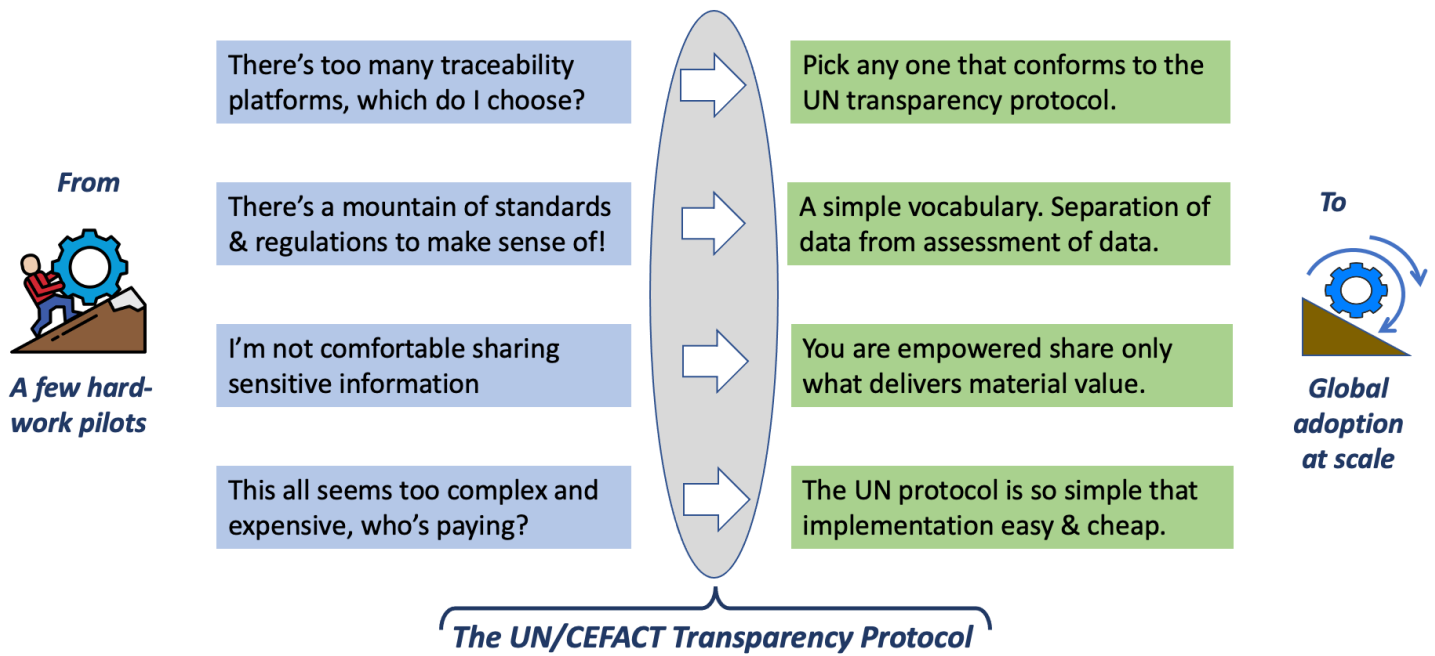 There’s too many traceability
platforms, which do I choose?
Pick any one that conforms to the
UN transparency protocol.
From
There’s a mountain of standards
& regulations to make sense of!
A simple vocabulary. Separation of
data from assessment of data.
To
I’m not comfortable sharing
sensitive information
You are empowered share only
what delivers material value.
A few hard-
work pilots
Global
adoption
at scale
This all seems too complex and
expensive, who’s paying?
The UN protocol is so simple that
implementation easy & cheap.
The UN/CEFACT Transparency Protocol